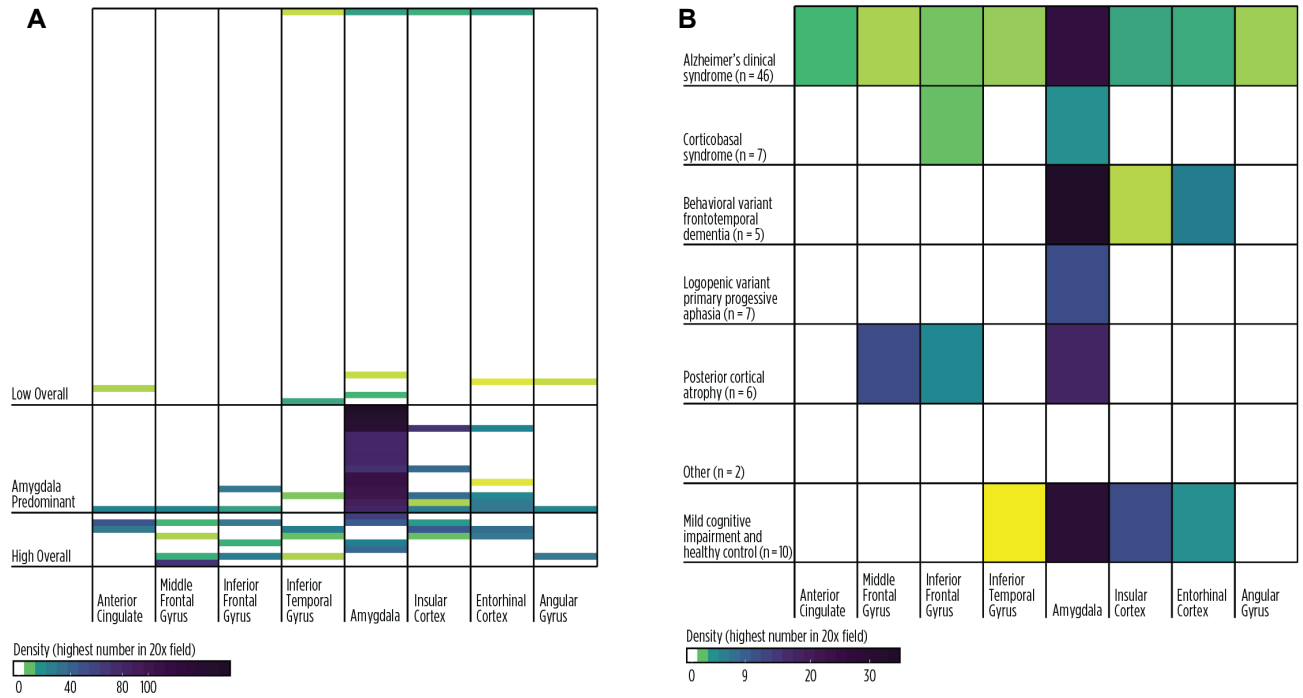 A
Low Overall
Amygdala
Predominant
High Overall
Anterior
Cingulate
Middle
Frontal
Gyrus
Inferior
Frontal
Gyrus
Inferior
Temporal
Gyrus
Amygdala
Insular
Cortex
Entorhinal
Cortex
Angular
Gyrus
Density (highest number in 20x field)
0 40 80 100
B
Alzheimer's clinical
syndrome (n = 46)
Corticobasal
syndrome (n = 7)
Behavioral variant
frontotemporal
dementia (n = 5)
Logopenic variant
primary progessive
aphasia (n = 7)
Posterior cortical
atrophy (n = 6)
Other (n = 2)
Mild cognitive
impairment and
healthy control (n = 10)
Anterior
Cingulate
Middle
Frontal
Gyrus
Inferior
Frontal
Gyrus
Inferior
Temporal
Gyrus
Amygdala
Insular
Cortex
Entorhinal
Cortex
Angular
Gyrus
Density (highest number in 20x field)
0 9 20 30